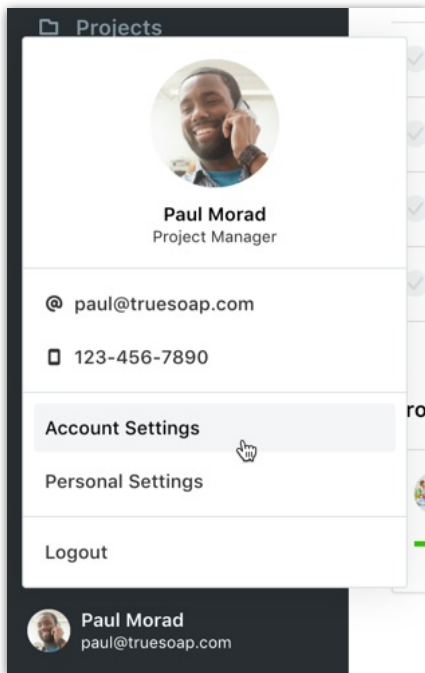 Projects
Paul Morad
Project Manager
@ paul@truesoap.com
123-456-7890
Account Settings
Personal Settings
Logout
Paul Morad
paul@truesoap.com